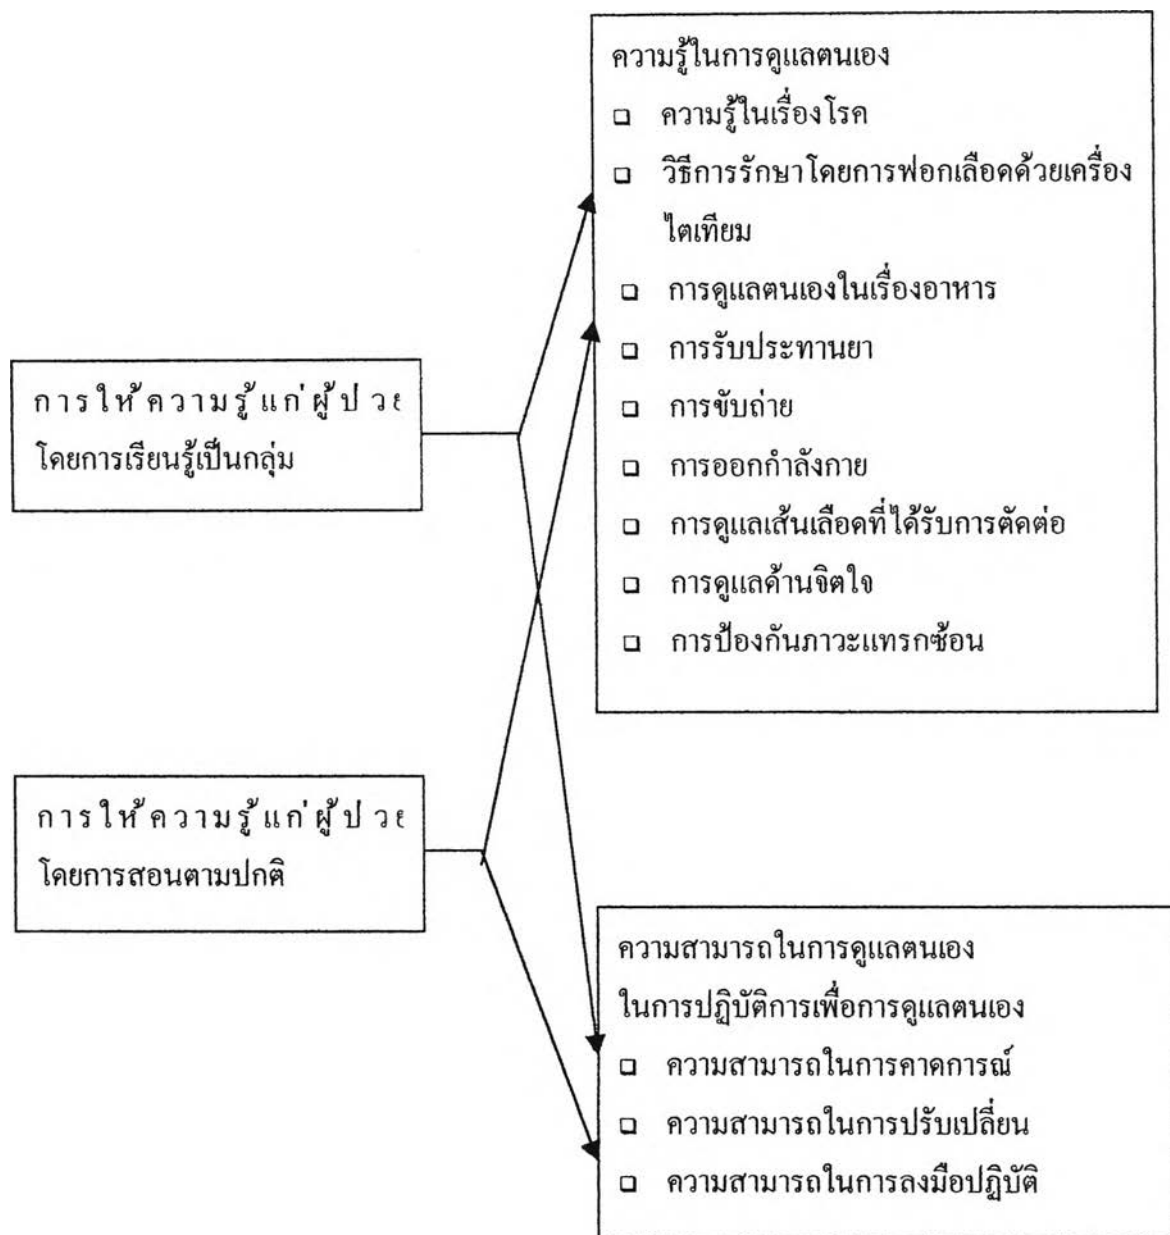 ความรู้ในการดูแลตนเอง
❑ ความรู้ในเรื่องโรค
❑ วิธีการรักษาโดยการฟอกเลือดด้วยเครื่อง
ไตเทียม
❑ การดูแลตนเองในเรื่องอาหาร
❑ การรับประทานยา
❑ การขับถ่าย
❑ การออกกำลังกาย
❑ การดูแลเส้นเลือดที่ได้รับการตัดต่อ
❑ การดูแลด้านจิตใจ
❑ การป้องกันภาวะแทรกซ้อน
การให้ความรู้แก่ผู้ป่วย
โดยการเรียนรู้เป็นกลุ่ม
การให้ความรู้แก่ผู้ป่วย
โดยการสอนตามปกติ
ความสามารถในการดูแลตนเอง
ในการปฏิบัติการเพื่อการดูแลตนเอง
❑ ความสามารถในการคาดการณ์
❑ ความสามารถในการปรับเปลี่ยน
❑ ความสามารถในการลงมือปฏิบัติ